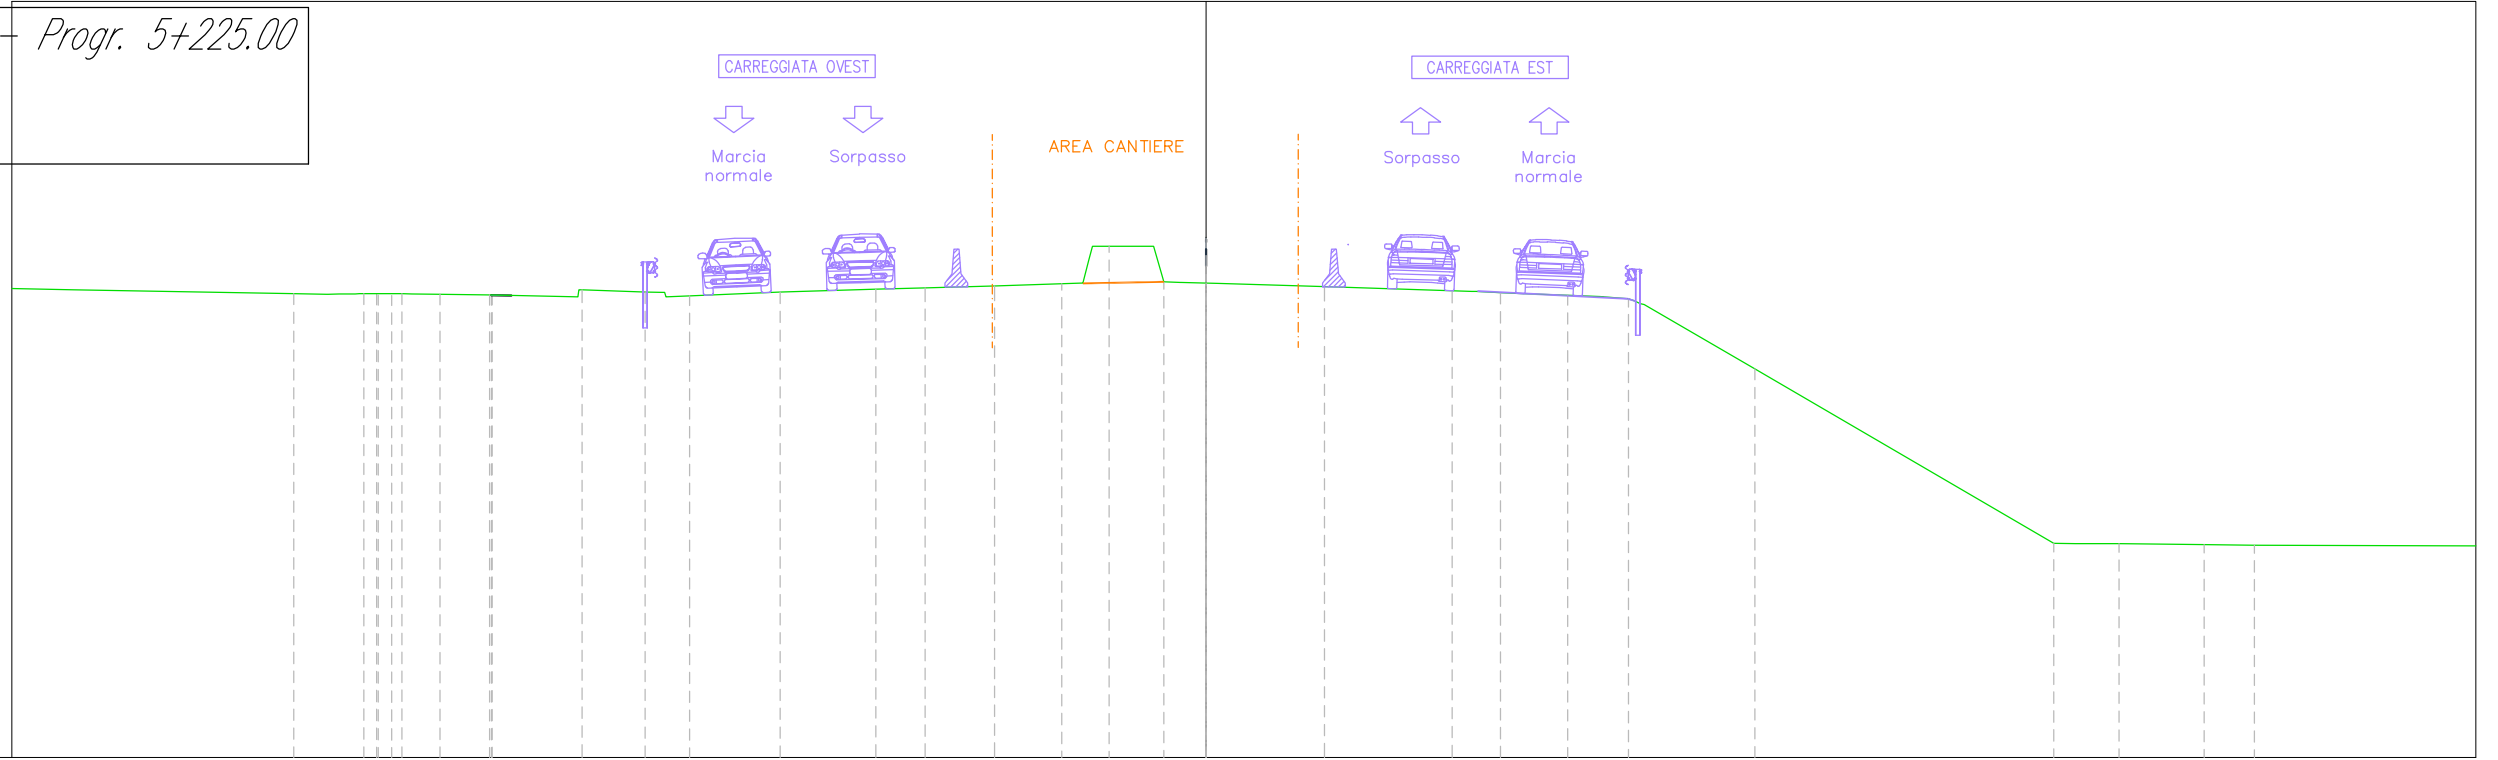 Progr. 5+225.00
CARREGGIATA OVEST
CARREGGIATA EST
Marcia
normale
Sorpasso
AREA CANTIERE
Sorpasso
Marcia
normale